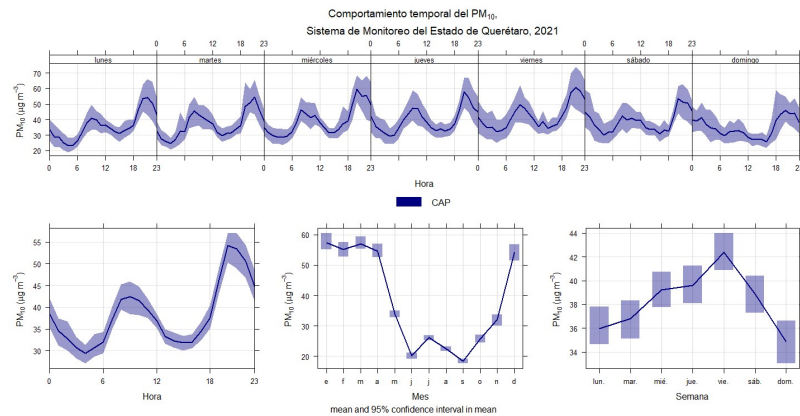 Comportamiento temporal del PM10,
Sistema de Monitoreo del Estado de Querétaro, 2021
0 6 12 18 23 0 6 12 18 23 0 6 12 18 23
lunes martes miércoles jueves viernes sábado domingo
PM10 (µg m-3)
70
60
50
40
30
20
0 6 12 18 23 0 6 12 18 23 0 6 12 18 23 0 6 12 18 23
Hora
CAP
PM10 (µg m-3)
55
50
45
40
35
30
0 6 12 18 23
Hora
PM10 (µg m-3)
60
50
40
30
20
e f m a m j j a s o n d
Mes
mean and 95% confidence interval in mean
PM10 (µg m-3)
44
42
40
38
36
34
lun. mar. mié. jue. vie. sáb. dom.
Semana